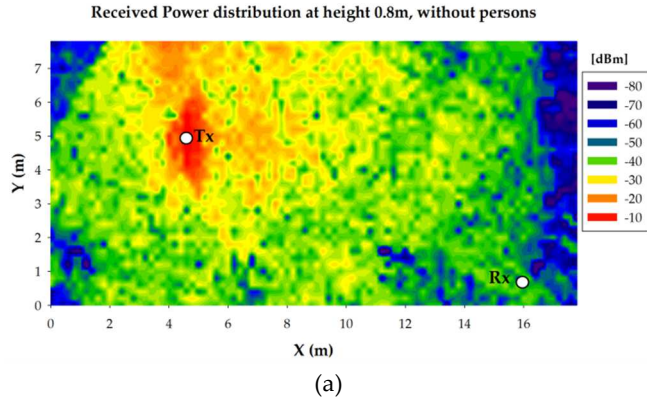 Received Power distribution at height 0.8m, without persons
[dBm]
-80
-70
-60
-50
-40
-30
-20
-10
Y (m)
7
6
5
4
3
2
1
0
Tx
Rx
0 2 4 6 8 10 12 14 16
X (m)
(a)